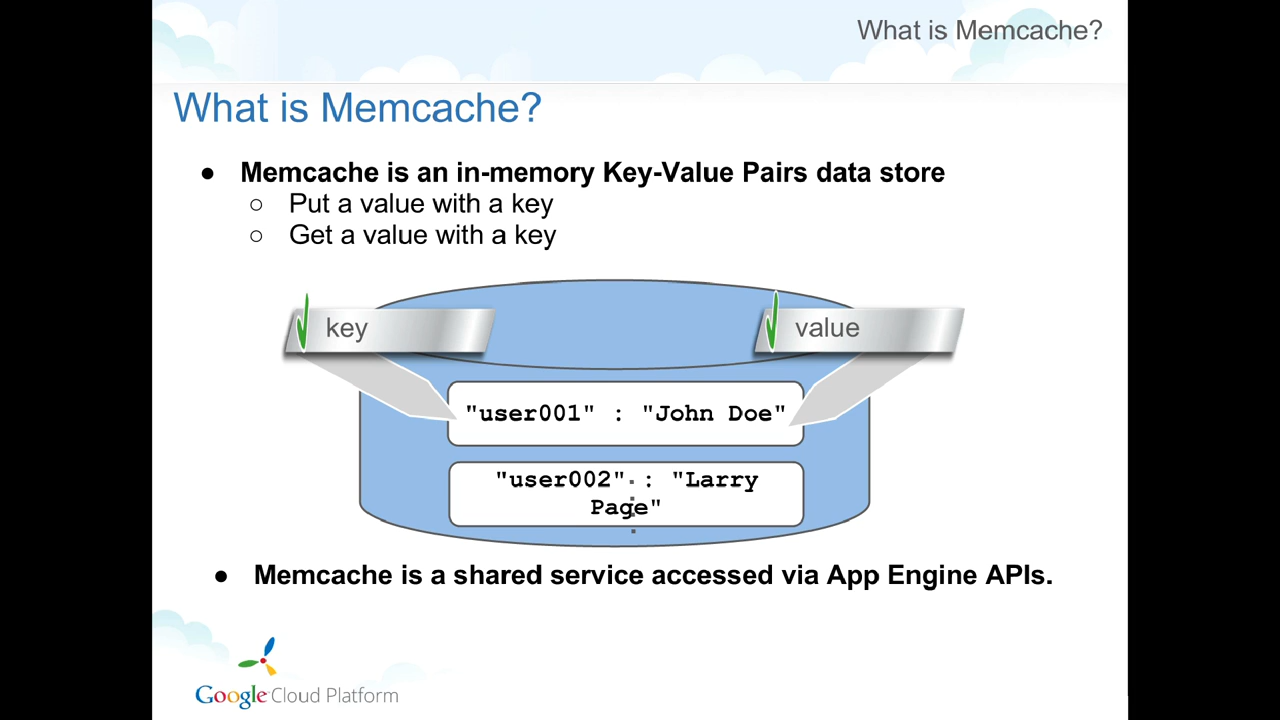 What is Memcache?
What is Memcache?
● Memcache is an in-memory Key-Value Pairs data store
○ Put a value with a key
○ Get a value with a key
key
value
"user001" : "John Doe"
"user002" : "Larry
Page"
● Memcache is a shared service accessed via App Engine APIs.
Google Cloud Platform